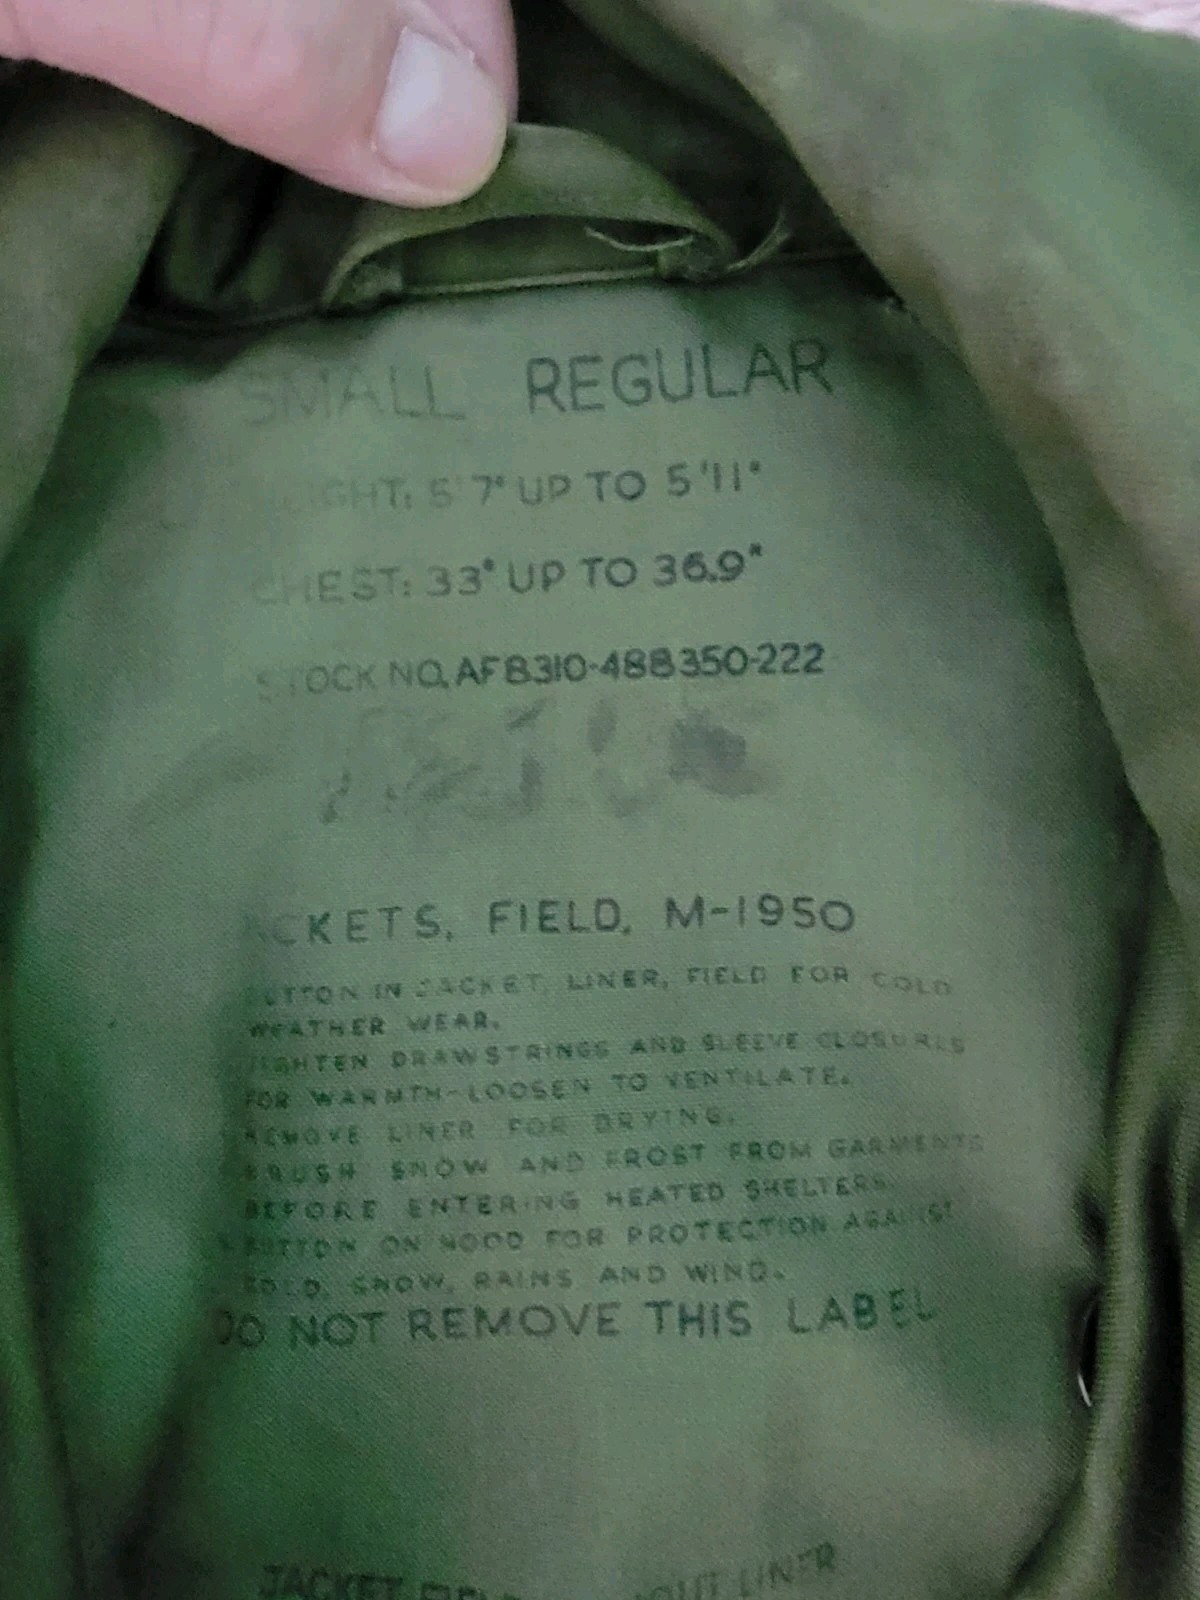 SMALL REGULAR
HEIGHT: 5'7" UP TO 5'11"
CHEST: 33" UP TO 36.9"
STOCK NO. AF8310-488350-222
JACKETS, FIELD, M-1950
BUTTON IN JACKET, LINER, FIELD FOR COLD
WEATHER WEAR.
TIGHTEN DRAWSTRINGS AND SLEEVE CLOSURES
FOR WARMTH-LOOSEN TO VENTILATE.
REMOVE LINER FOR DRYING.
BRUSH SNOW AND FROST FROM GARMENTS
BEFORE ENTERING HEATED SHELTERS.
BUTTON ON HOOD FOR PROTECTION AGAINST
COLD, SNOW, RAINS AND WIND.
DO NOT REMOVE THIS LABEL
JACKET LINER